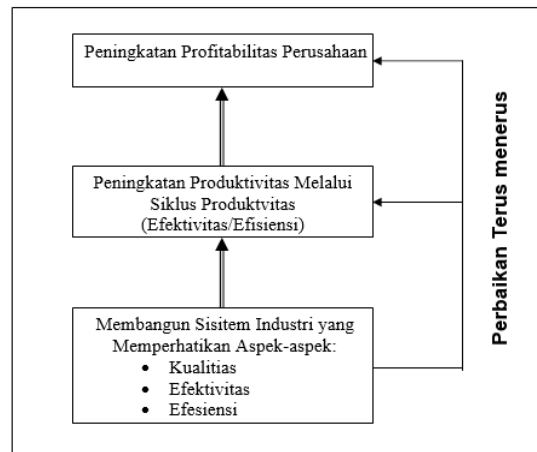 Peningkatan Profitabilitas Perusahaan
Peningkatan Produktivitas Melalui
Siklus Produktvitas
(Efektivitas/Efisiensi)
Membangun Sisitem Industri yang
Memperhatikan Aspek-aspek:
• Kualitias
• Efektivitas
• Efesiensi
Perbaikan Terus menerus